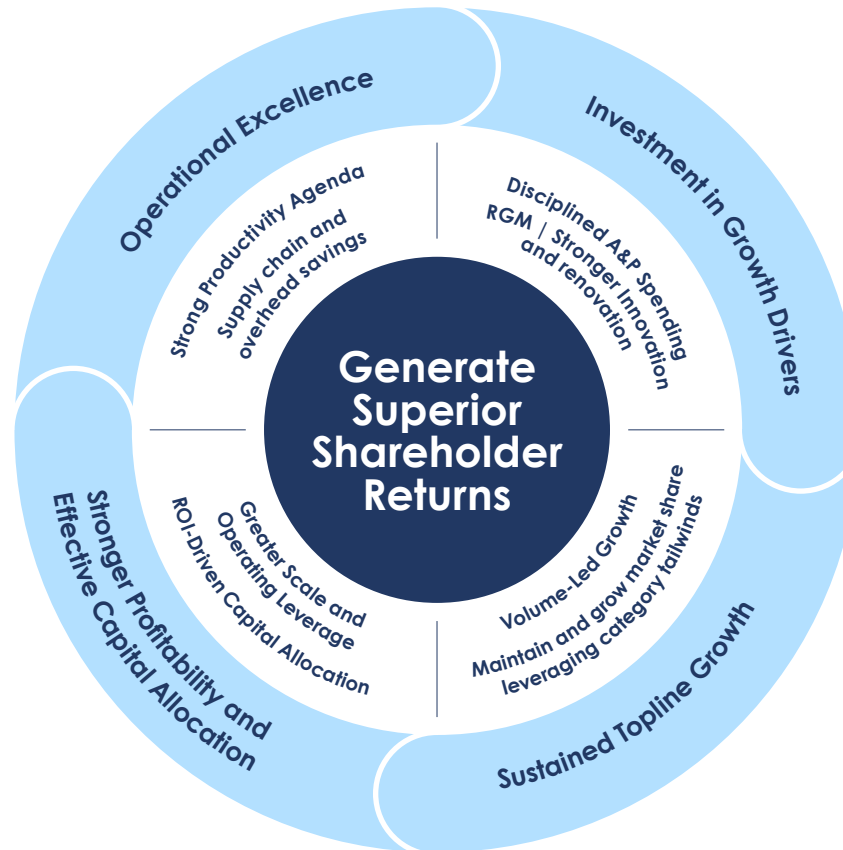 Operational Excellence
Strong Productivity Agenda
Supply chain and
overhead savings
Investment in Growth Drivers
Disciplined A&P Spending
RGM | Stronger Innovation
and renovation
Generate
Superior
Shareholder
Returns
Volume-Led Growth
Maintain and grow market share
leveraging category tailwinds
Sustained Topline Growth
Greater Scale and
Operating Leverage
ROI-Driven Capital Allocation
Stronger Profitability and
Effective Capital Allocation